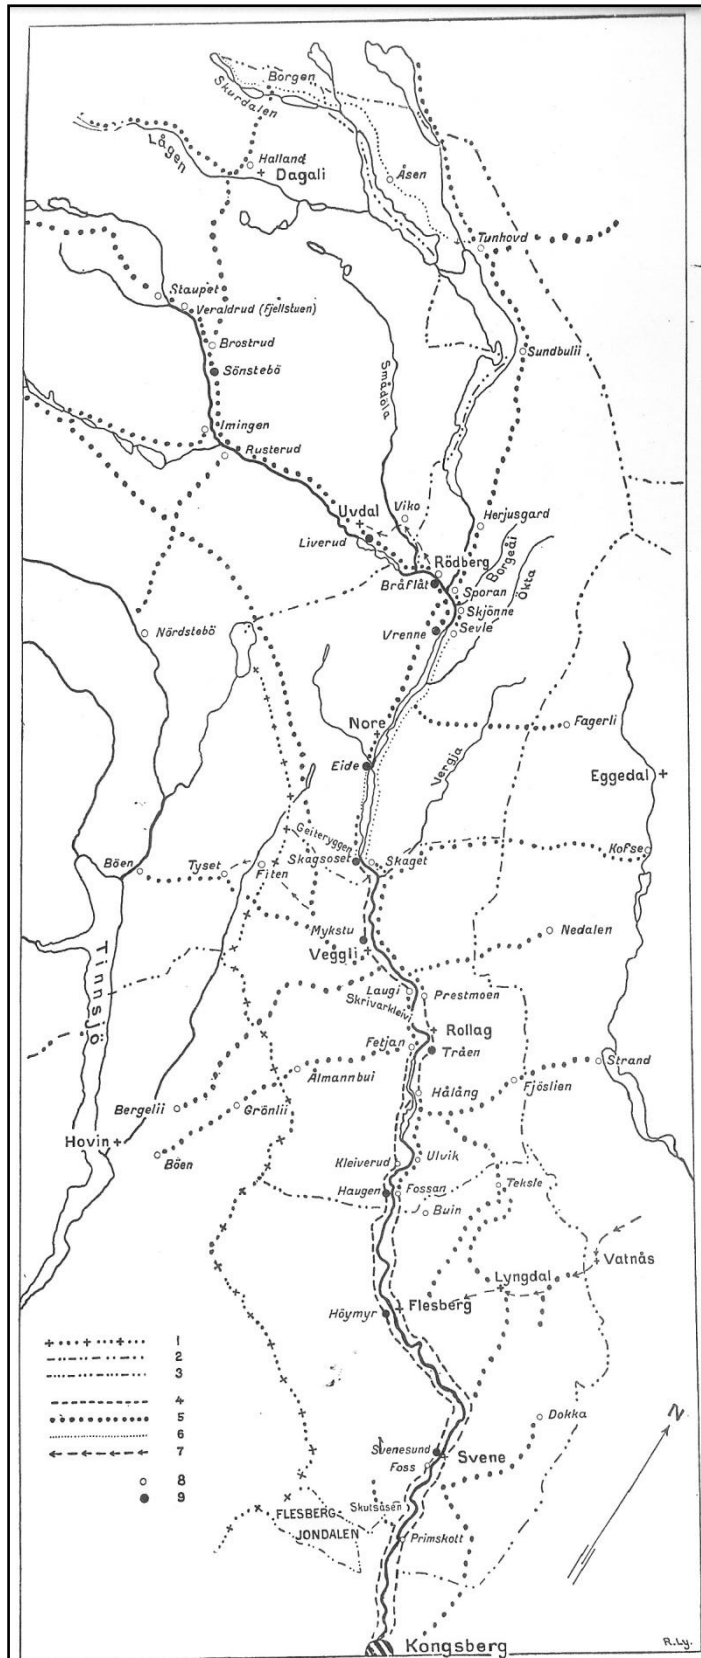 Borgen
Skurdalen
Lågen
Halland
Dagali
Åsen
Tunhovd
Staupet
Veraldrud (Fjellstuen)
Brostrud
Sönstebö
Smådöla
Sundbulii
Imingen
Rusterud
Uvdal
Viko
Liverud
Herjusgard
Rödberg
Borgeåi
Ökta
Bråflåt
Sporan
Skjönne
Vrenne
Sevle
Nördstebö
Nore
Fagerli
Vergja
Eide
Eggedal
Geiteryggen
Böen
Tyset
Fiten
Skagsoset
Skaget
Kofse
Tinnsjö
Mykstu
Veggli
Nedalen
Laugi
Skrivarkleivi
Prestmoen
Rollag
Fetjan
Tråen
Ålmannbui
Strand
Bergelii
Grönlii
Hålång
Fjöslien
Hovin
Böen
Kleiverud
Ulvik
Haugen
Fossan
Teksle
Buin
Vatnås
Lyngdal
Höymyr
Flesberg
1
2
3
4
5
6
7
8
9
Dokka
N
Svenesund
Foss
Svene
FLESBERG-
JONDALEN
Skutsåsen
Primskott
Kongsberg
R.Ly.